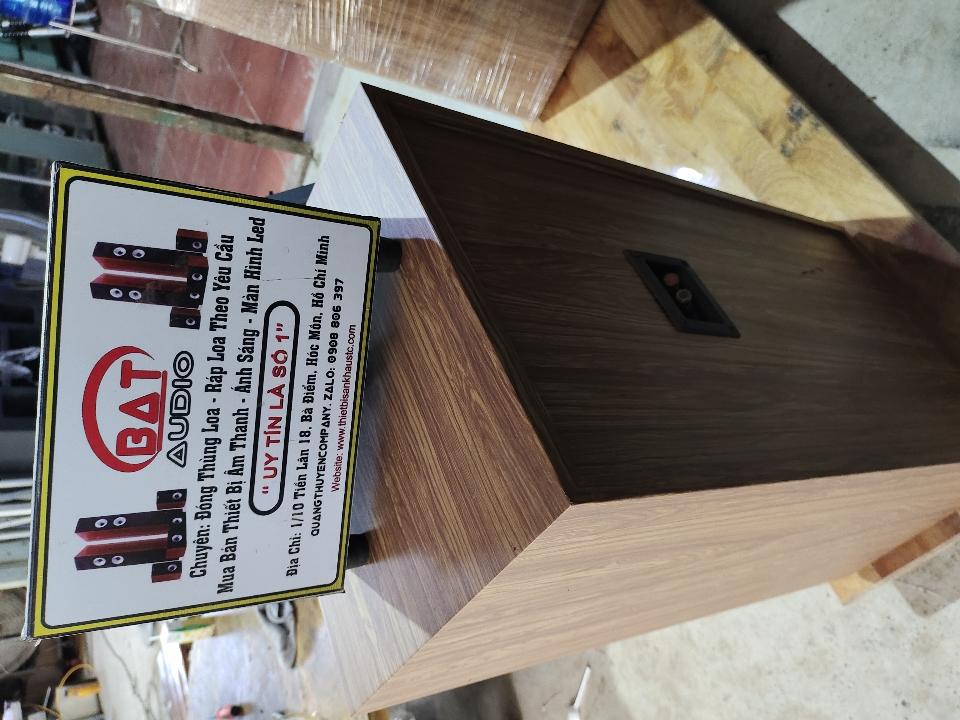 BAT
AUDIO
Chuyên: Đóng Thùng Loa - Ráp Loa Theo Yêu Cầu
Mua Bán Thiết Bị Âm Thanh - Ánh Sáng - Màn Hình Led
" UY TÍN LÀ SỐ 1"
Địa Chỉ: 1/10 Tiền Lân 18, Bà Điểm, Hóc Môn, Hồ Chí Minh
QUANGTHUYENCOMPANY. ZALO: 0908 806 397
Website: www.thietbisankhaustc.com